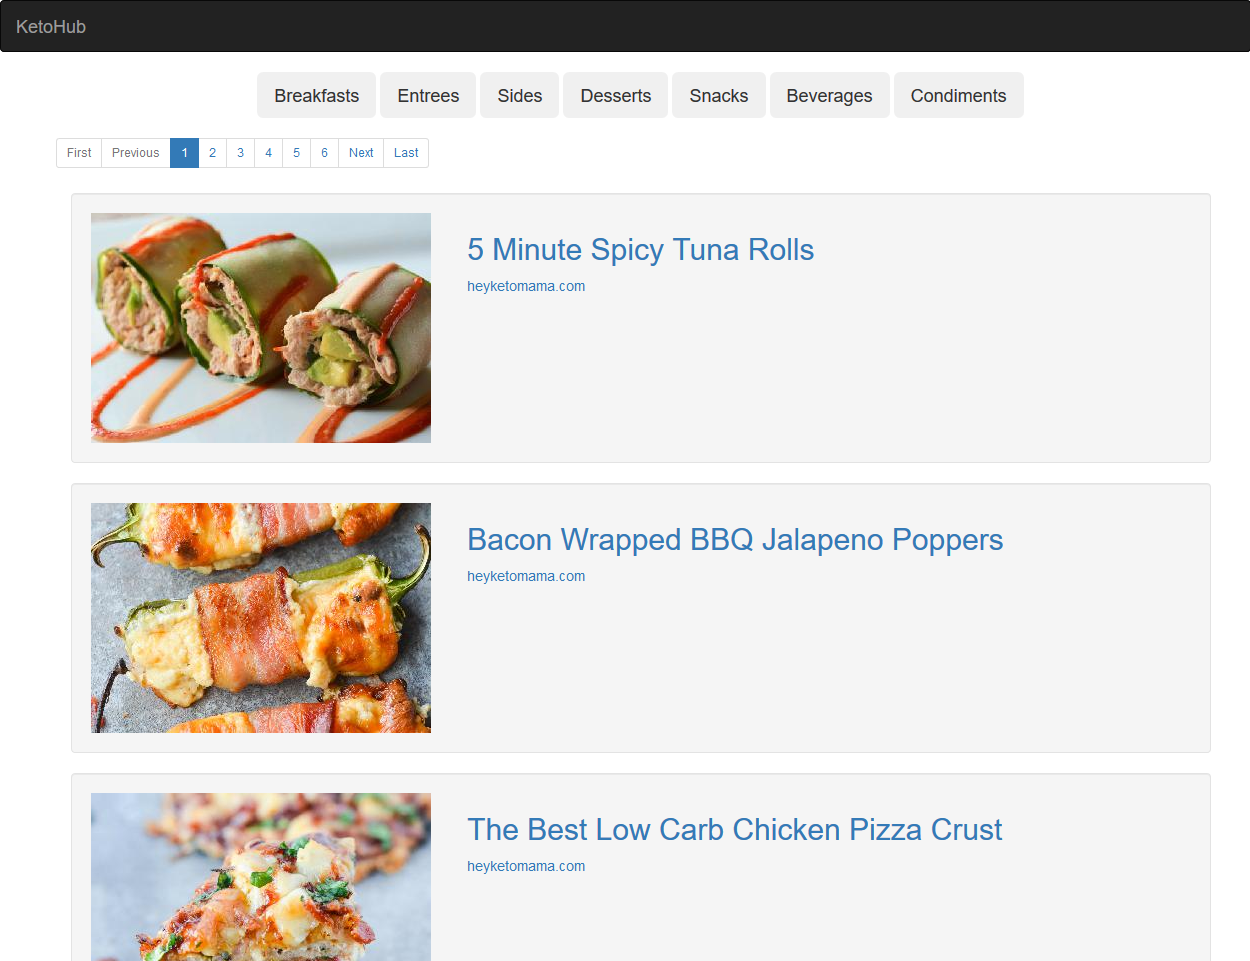 KetoHub
Breakfasts Entrees Sides Desserts Snacks Beverages Condiments
First Previous 1 2 3 4 5 6 Next Last
5 Minute Spicy Tuna Rolls
heyketomama.com
Bacon Wrapped BBQ Jalapeno Poppers
heyketomama.com
The Best Low Carb Chicken Pizza Crust
heyketomama.com